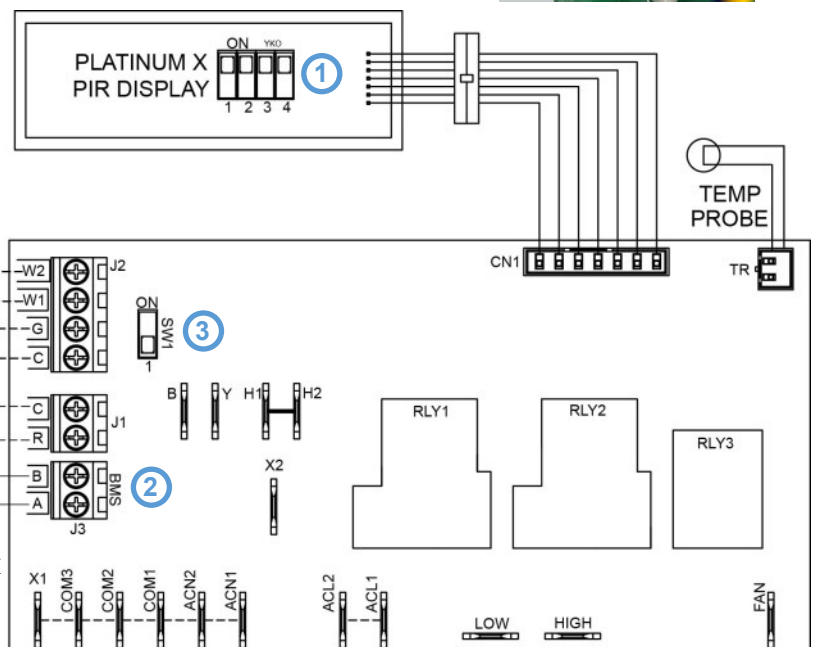 ON YKO
PLATINUM X
PIR DISPLAY
1 2 3 4
1
TEMP
PROBE
CN1
TR
W2
J2
W1
G
C
ON
SW1
1
3
B Y H1 H2
C
R
J1
RLY1
RLY2
RLY3
B
A
BMS
J3
2
X2
X1 COM3 COM2 COM1 ACN2 ACN1 ACL2 ACL1
LOW HIGH
FAN